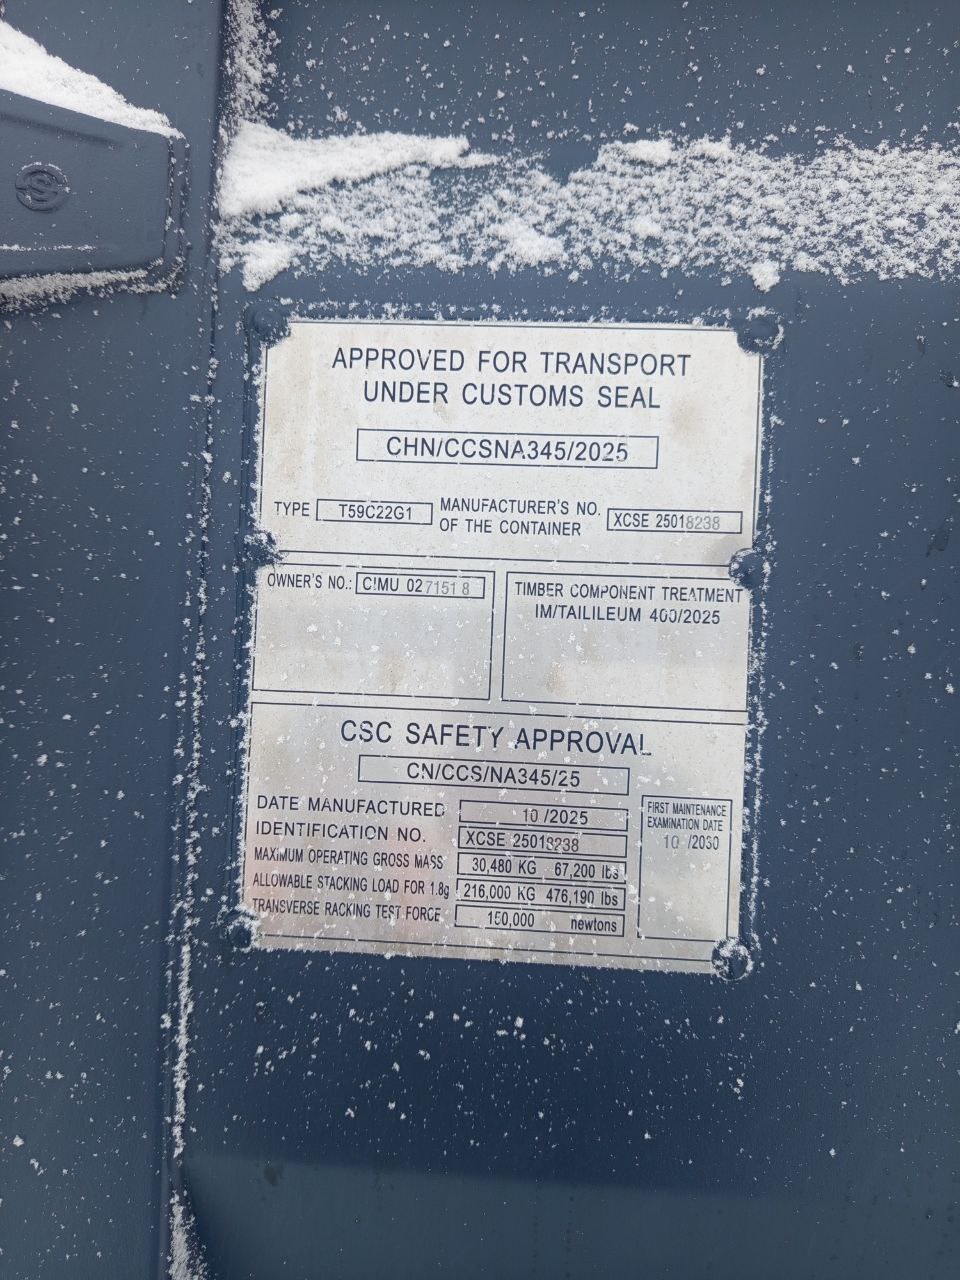 APPROVED FOR TRANSPORT
UNDER CUSTOMS SEAL
CHN/CCSNA345/2025
TYPE T59C22G1 MANUFACTURER'S NO. OF THE CONTAINER XCSE 25018238
OWNER'S NO.: CIMU 027151 8
TIMBER COMPONENT TREATMENT
IM/TAILILEUM 400/2025
CSC SAFETY APPROVAL
CN/CCS/NA345/25
DATE MANUFACTURED 10 /2025
IDENTIFICATION NO. XCSE 25018238
MAXIMUM OPERATING GROSS MASS 30,480 KG 67,200 lbs
ALLOWABLE STACKING LOAD FOR 1.8g 216,000 KG 476,190 lbs
TRANSVERSE RACKING TEST FORCE 150,000 newtons
FIRST MAINTENANCE
EXAMINATION DATE
10 /2030